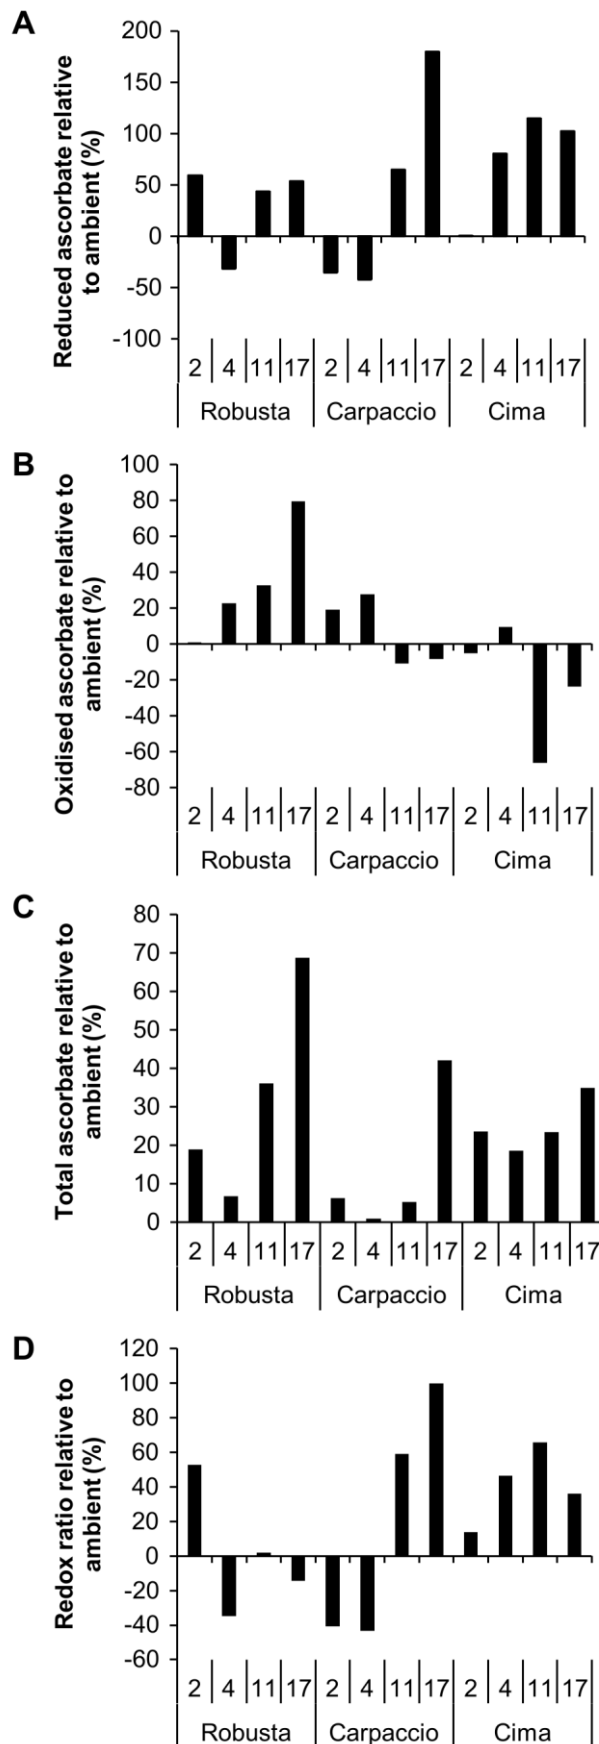 A
Reduced ascorbate relative
to ambient (%)
200
150
100
50
0
-50
-100
2 4 11 17 2 4 11 17 2 4 11 17
Robusta Carpaccio Cima
B
Oxidised ascorbate relative to
ambient (%)
100
80
60
40
20
0
-20
-40
-60
-80
2 4 11 17 2 4 11 17 2 4 11 17
Robusta Carpaccio Cima
C
Total ascorbate relative to
ambient (%)
80
70
60
50
40
30
20
10
0
2 4 11 17 2 4 11 17 2 4 11 17
Robusta Carpaccio Cima
D
Redox ratio relative to
ambient (%)
120
100
80
60
40
20
0
-20
-40
-60
2 4 11 17 2 4 11 17 2 4 11 17
Robusta Carpaccio Cima